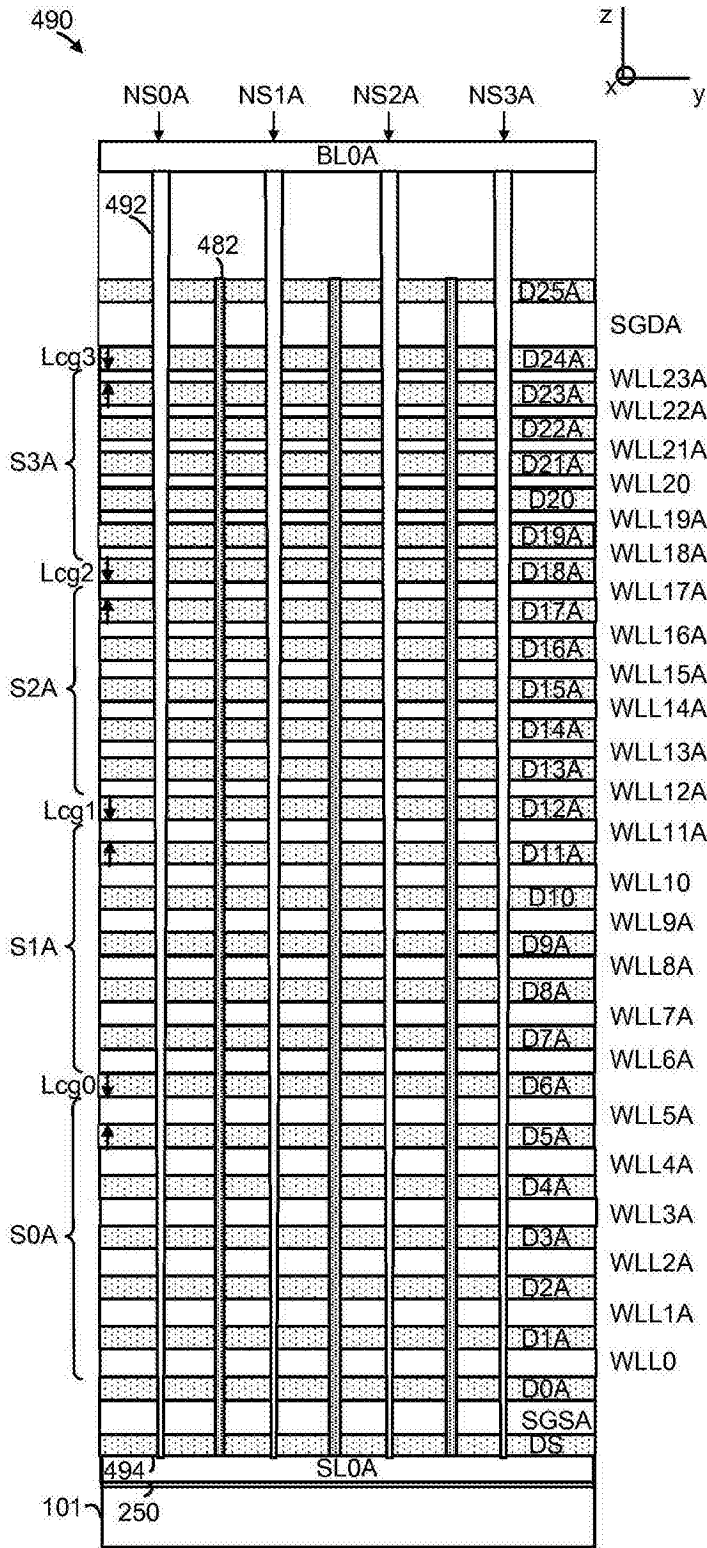 490
z
x
y
NS0A NS1A NS2A NS3A
BL0A
492
482
D25A
SGDA
Lcg3
D24A
WLL23A
D23A
WLL22A
D22A
WLL21A
S3A
D21A
WLL20
D20
WLL19A
D19A
WLL18A
Lcg2
D18A
WLL17A
D17A
WLL16A
D16A
WLL15A
S2A
D15A
WLL14A
D14A
WLL13A
D13A
WLL12A
Lcg1
D12A
WLL11A
D11A
WLL10
D10
WLL9A
S1A
D9A
WLL8A
D8A
WLL7A
D7A
WLL6A
Lcg0
D6A
WLL5A
D5A
WLL4A
D4A
WLL3A
S0A
D3A
WLL2A
D2A
WLL1A
D1A
WLL0
D0A
SGSA
DS
494
SL0A
101
250